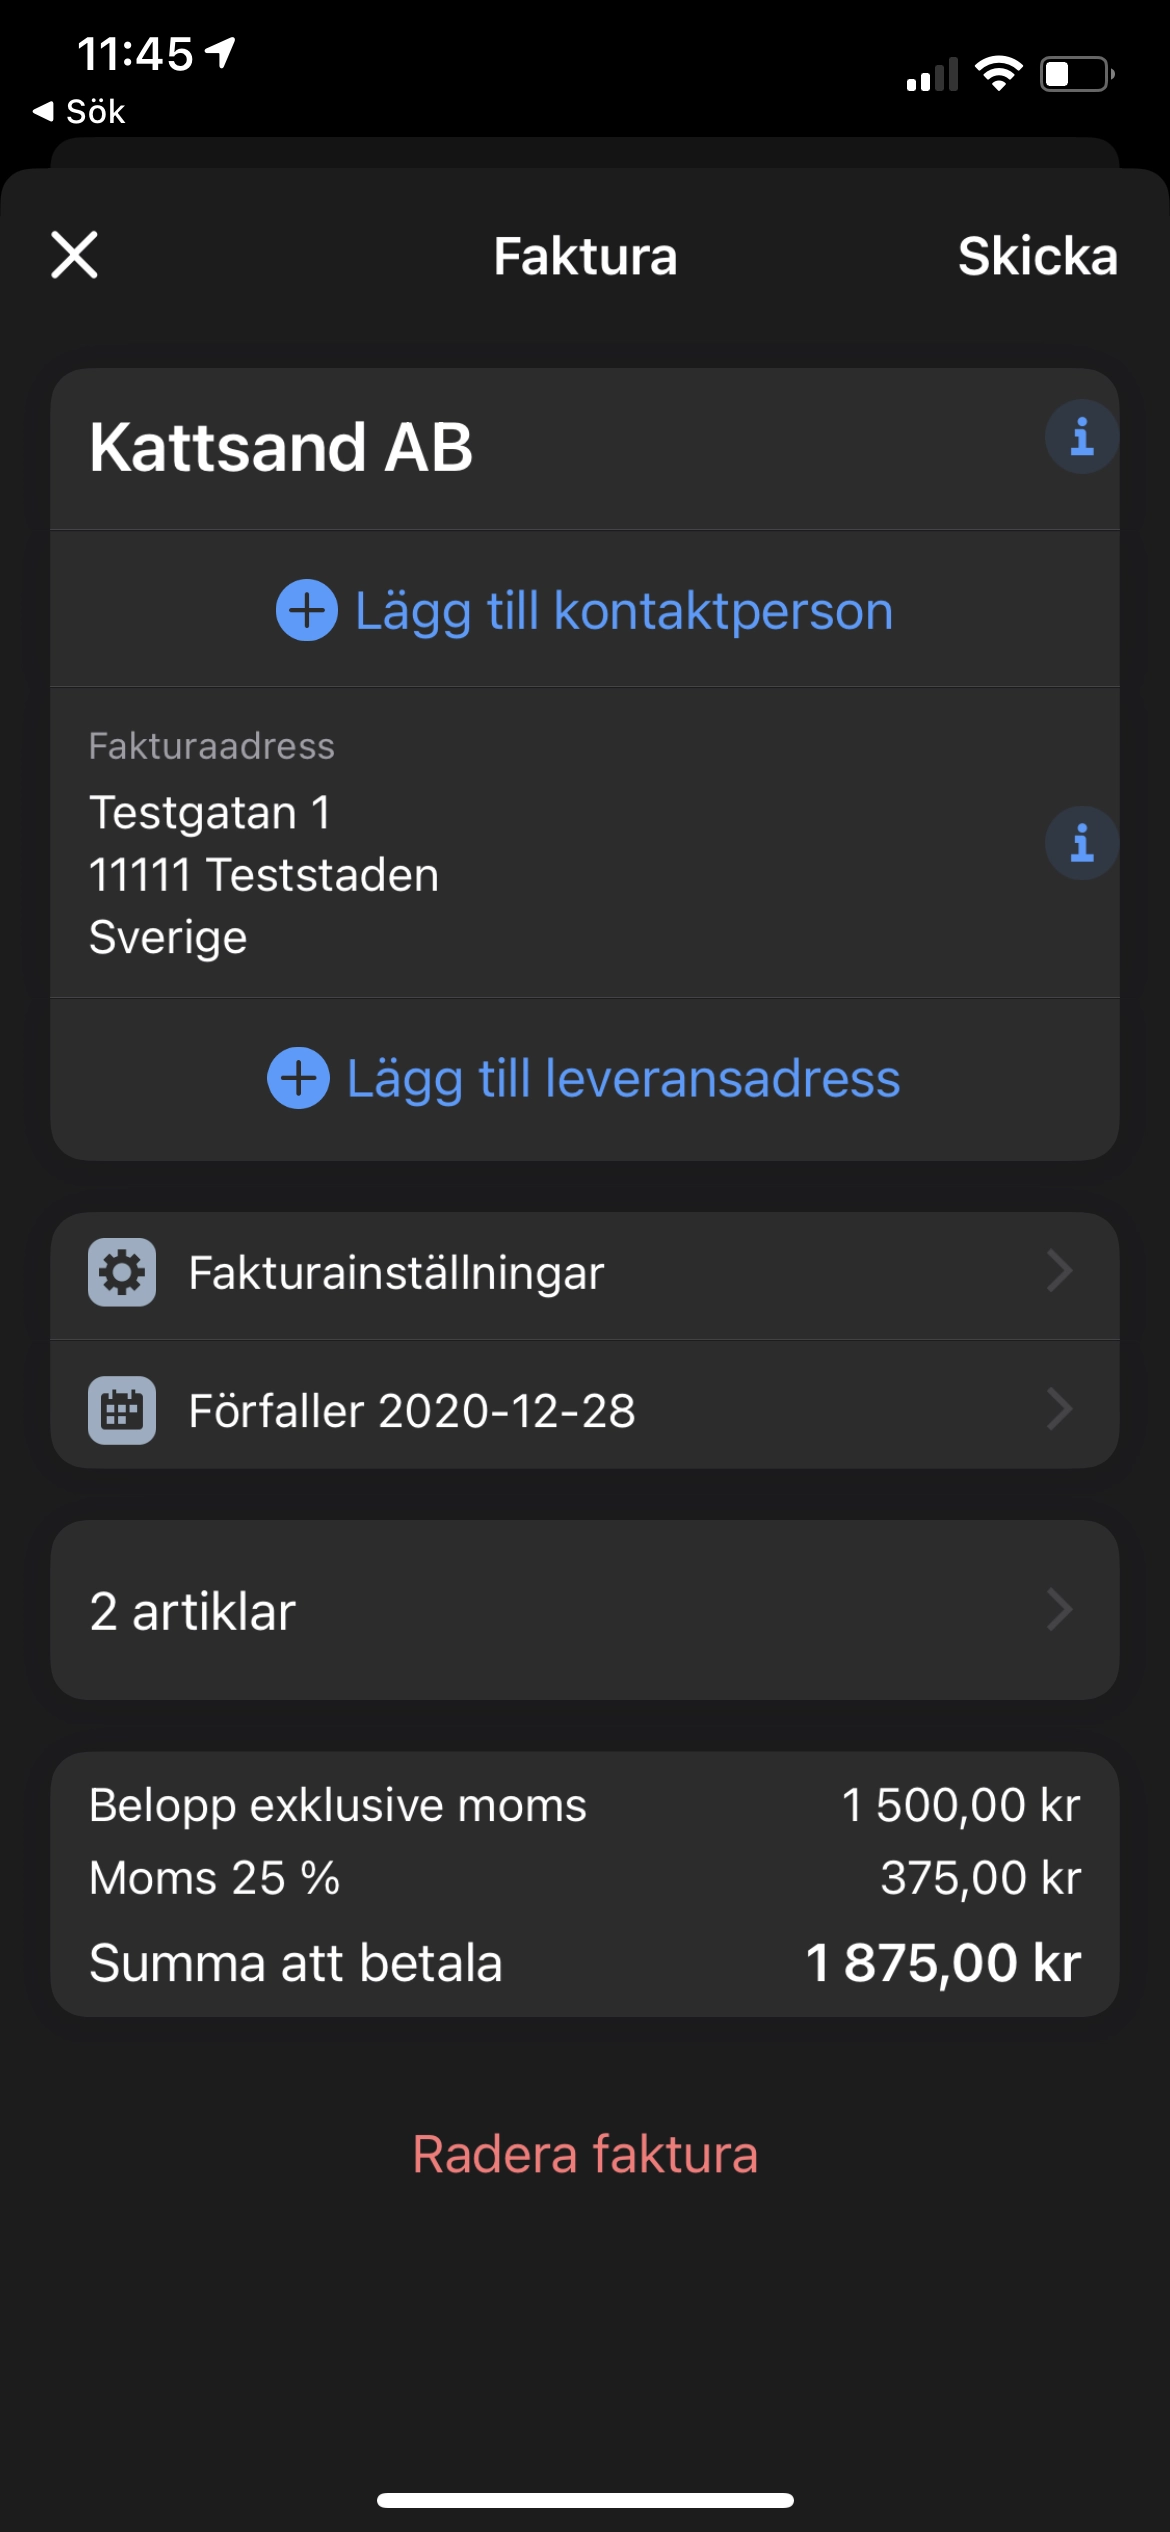 11:45
Sök
Faktura
Skicka
Kattsand AB
Lägg till kontaktperson
Fakturaadress
Testgatan 1
11111 Teststaden
Sverige
Lägg till leveransadress
Fakturainställningar
Förfaller 2020-12-28
2 artiklar
Belopp exklusive moms 1 500,00 kr
Moms 25 % 375,00 kr
Summa att betala 1 875,00 kr
Radera faktura